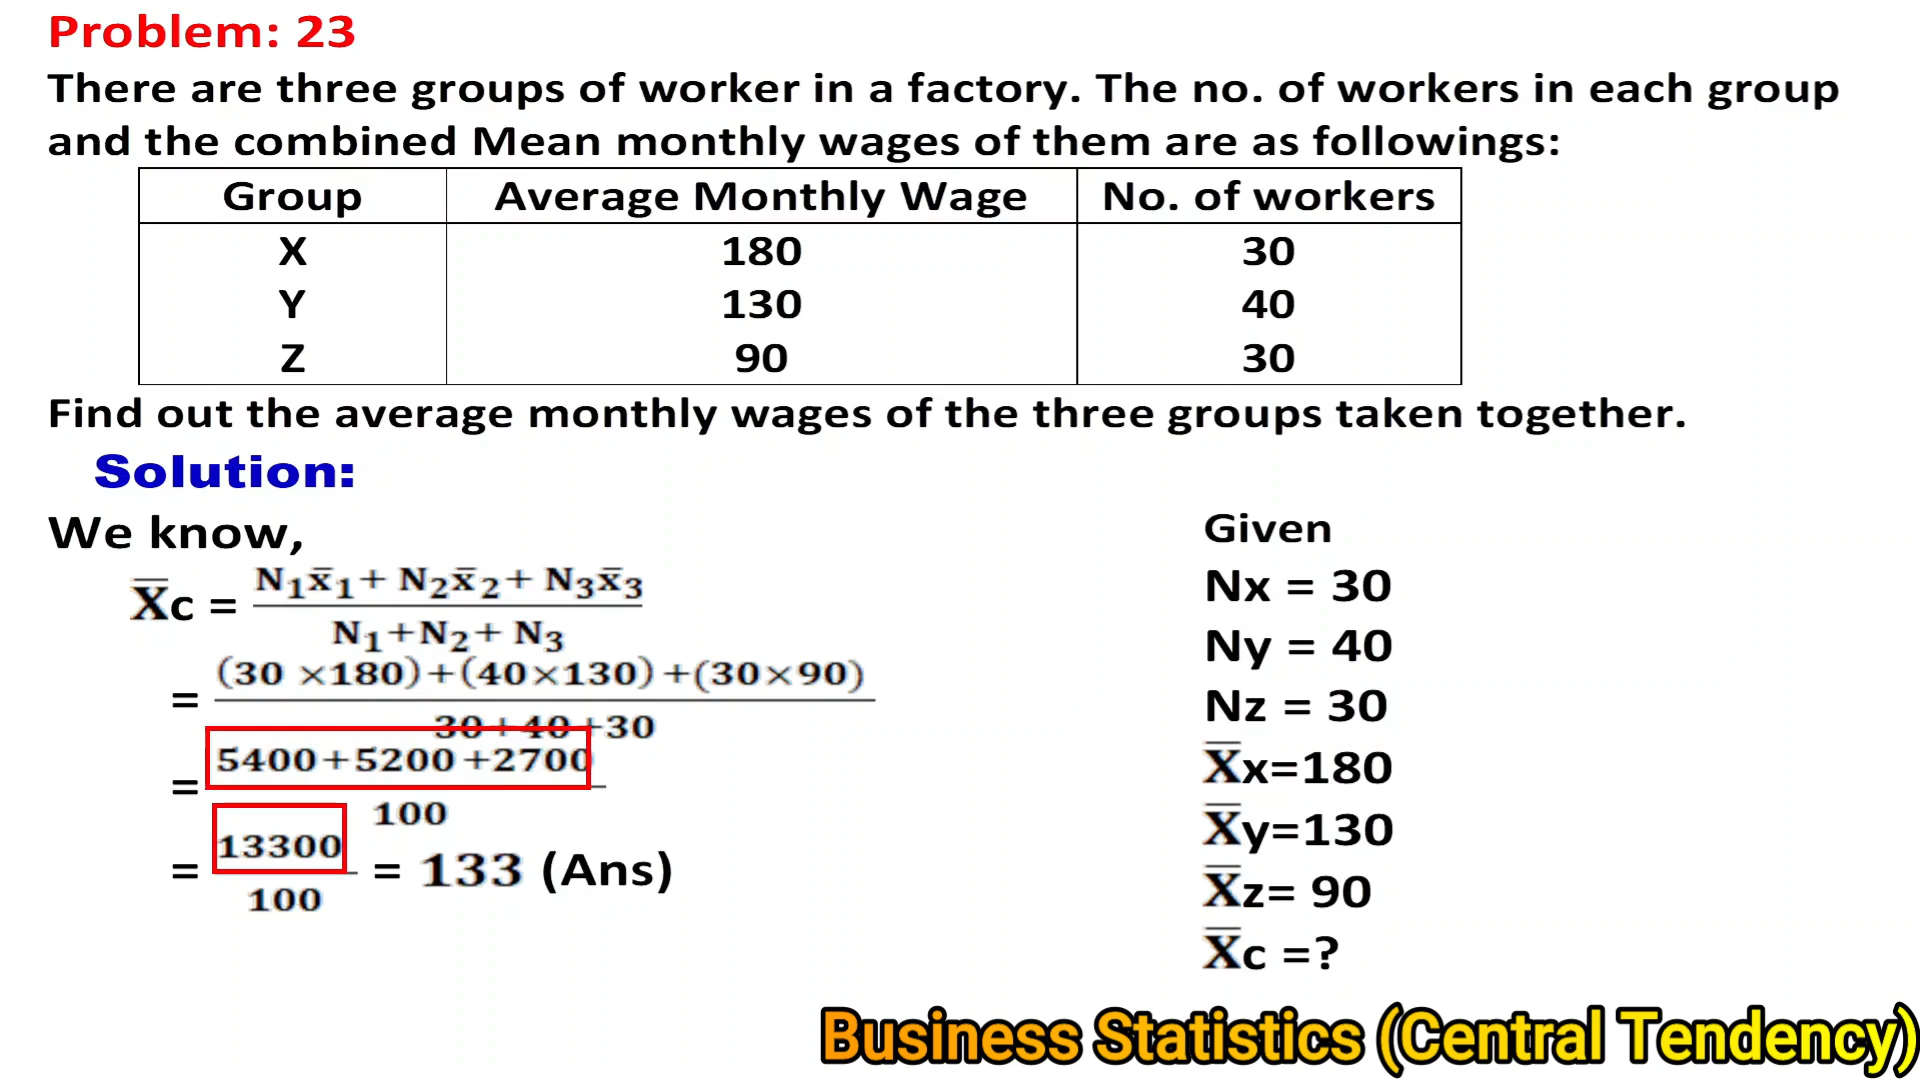 Problem: 23
There are three groups of worker in a factory. The no. of workers in each group
and the combined Mean monthly wages of them are as followings:
Group Average Monthly Wage No. of workers
X 180 30
Y 130 40
Z 90 30
Find out the average monthly wages of the three groups taken together.
Solution:
We know,
X̅c = (N₁x̅₁+ N₂x̅₂+ N₃x̅₃) / (N₁+N₂+ N₃)
= ((30 ×180)+(40×130)+(30×90)) / (30+40+30)
= (5400+5200+2700) / 100
= 13300 / 100 = 133 (Ans)
Given
Nx = 30
Ny = 40
Nz = 30
X̅x=180
X̅y=130
X̅z= 90
X̅c =?
Business Statistics (Central Tendency)